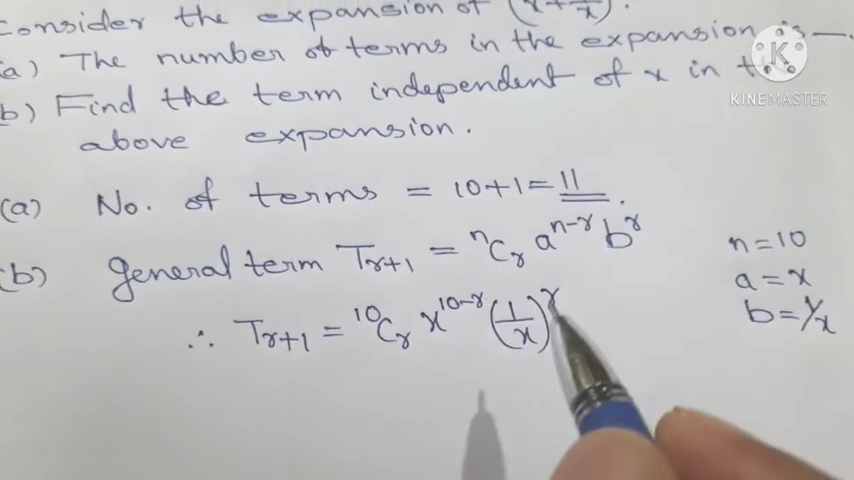 Consider the expansion of (x+1/x).
a) The number of terms in the expansion is —.
b) Find the term independent of x in
above expansion.
(a) No. of terms = 10+1 = 11.
(b) general term Tr+1 = nCr a^n-r b^r
n=10
a=x
b=1/x
∴ Tr+1 = 10Cr x^10-r (1/x)^r
KINEMASTER